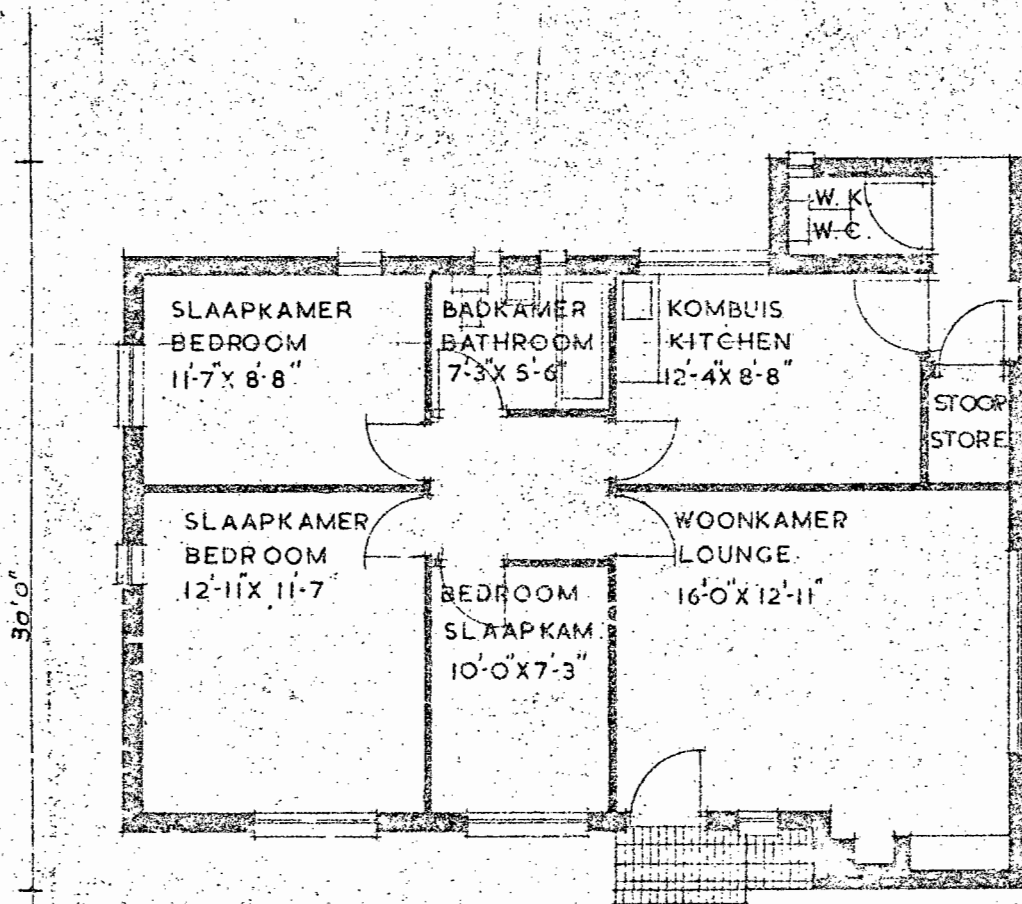 W. K.
W. C.
SLAAPKAMER
BEDROOM
11'-7" X 8'-8"
BADKAMER
BATHROOM
7'-3" X 5'-6"
KOMBUIS
KITCHEN
12'-4" X 8'-8"
STOOR
STORE
SLAAPKAMER
BEDROOM
12'-11" X 11'-7
BEDROOM
SLAAPKAM.
10'-0" X 7'-3"
WOONKAMER
LOUNGE
16'-0" X 12'-11"
30'0"